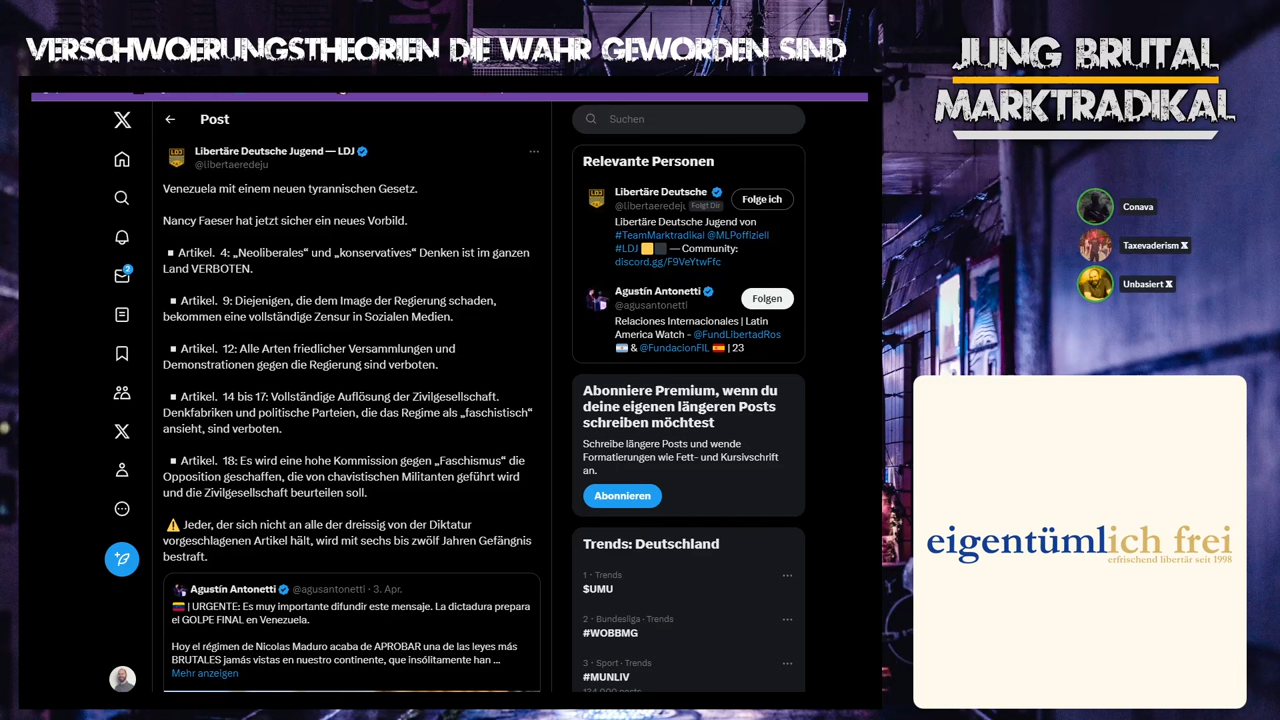 VERSCHWOERUNGSTHEORIEN DIE WAHR GEWORDEN SIND
JUNG BRUTAL
MARKTRADIKAL
Post
Libertäre Deutsche Jugend — LDJ
@libertaeredeju
Venezuela mit einem neuen tyrannischen Gesetz.
Nancy Faeser hat jetzt sicher ein neues Vorbild.
▪️Artikel. 4: „Neoliberales“ und „konservatives“ Denken ist im ganzen
Land VERBOTEN.
▪️Artikel. 9: Diejenigen, die dem Image der Regierung schaden,
bekommen eine vollständige Zensur in Sozialen Medien.
▪️Artikel. 12: Alle Arten friedlicher Versammlungen und
Demonstrationen gegen die Regierung sind verboten.
▪️Artikel. 14 bis 17: Vollständige Auflösung der Zivilgesellschaft.
Denkfabriken und politische Parteien, die das Regime als „faschistisch“
ansieht, sind verboten.
▪️Artikel. 18: Es wird eine hohe Kommission gegen „Faschismus“ die
Opposition geschaffen, die von chavistischen Militanten geführt wird
und die Zivilgesellschaft beurteilen soll.
⚠️ Jeder, der sich nicht an alle der dreissig von der Diktatur
vorgeschlagenen Artikel hält, wird mit sechs bis zwölf Jahren Gefängnis
bestraft.
Agustín Antonetti @agusantonetti · 3. Apr.
🇻🇪 | URGENTE: Es muy importante difundir este mensaje. La dictadura prepara
el GOLPE FINAL en Venezuela.
Hoy el régimen de Nicolas Maduro acaba de APROBAR una de las leyes más
BRUTALES jamás vistas en nuestro continente, que insólitamente han ...
Mehr anzeigen
2
Suchen
Relevante Personen
Libertäre Deutsche
@libertaeredeju Folgt Dir
Folge ich
Libertäre Deutsche Jugend von
#TeamMarktradikal @MLPoffiziell
#LDJ 🟨⬛ — Community:
discord.gg/F9VeYtwFfc
Agustín Antonetti
@agusantonetti
Folgen
Relaciones Internacionales | Latin
America Watch - @FundLibertadRos
🇦🇷 & @FundacionFIL 🇪🇸 | 23
Abonniere Premium, wenn du
deine eigenen längeren Posts
schreiben möchtest
Schreibe längere Posts und wende
Formatierungen wie Fett- und Kursivschrift
an.
Abonnieren
Trends: Deutschland
1 · Trends
$UMU
2 · Bundesliga · Trends
#WOBBMG
3 · Sport · Trends
#MUNLIV
Conava
Taxevaderism X
Unbasiert X
eigentümlich frei
erfrischend libertär seit 1998